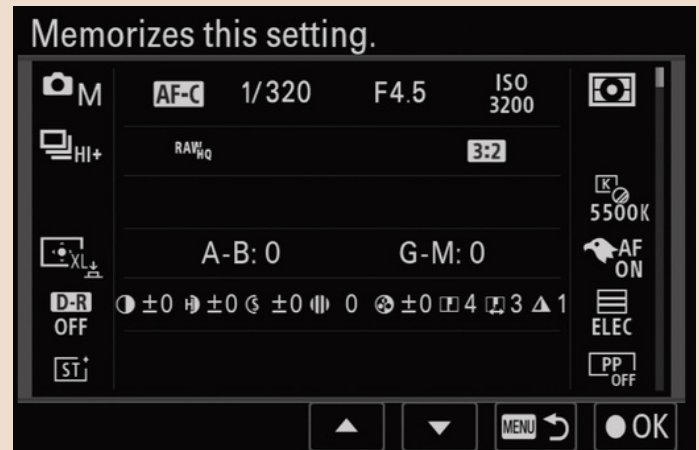 Memorizes this setting.
M AF-C 1/320 F4.5 ISO 3200
HI+ RAW HQ 3:2
K 5500K
XL A-B: 0 G-M: 0 AF ON
D-R OFF ±0 ±0 ±0 0 ±0 4 3 1 ELEC
ST PP OFF
MENU OK